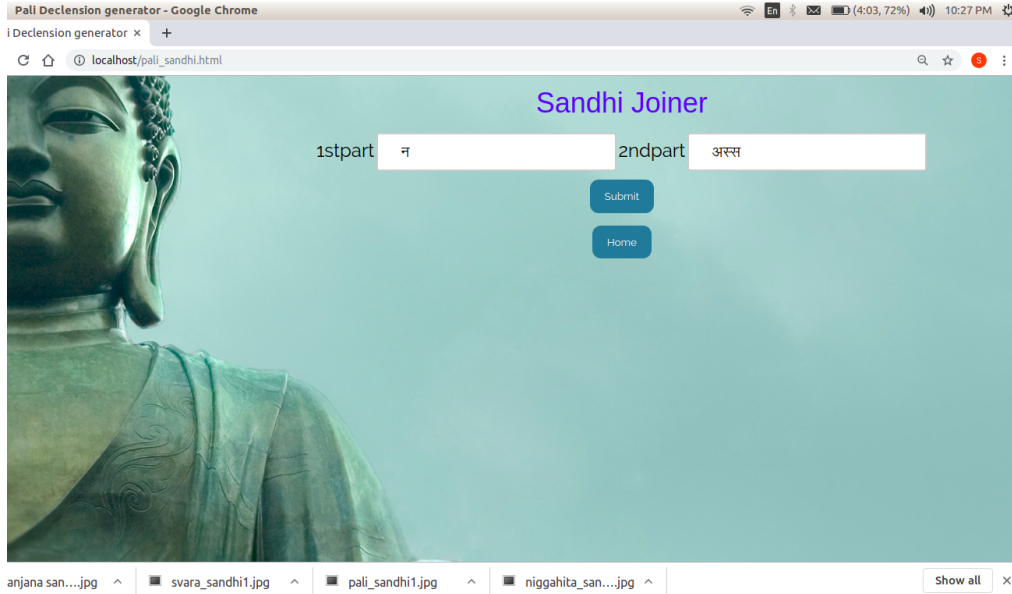 Pali Declension generator - Google Chrome En (4:03, 72%) 10:27 PM
i Declension generator × +
localhost/pali_sandhi.html S
Sandhi Joiner
1stpart न 2ndpart अस्स
Submit
Home
anjana san....jpg svara_sandhi1.jpg pali_sandhi1.jpg niggahita_san....jpg Show all ×